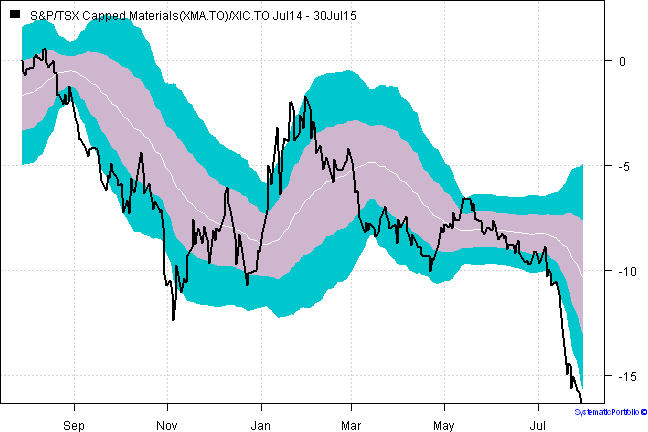 S&P/TSX Capped Materials(XMA.TO)/XIC.TO Jul14 - 30Jul15
0
-5
-10
-15
SystematicPortfolio ©
Sep Nov Jan Mar May Jul